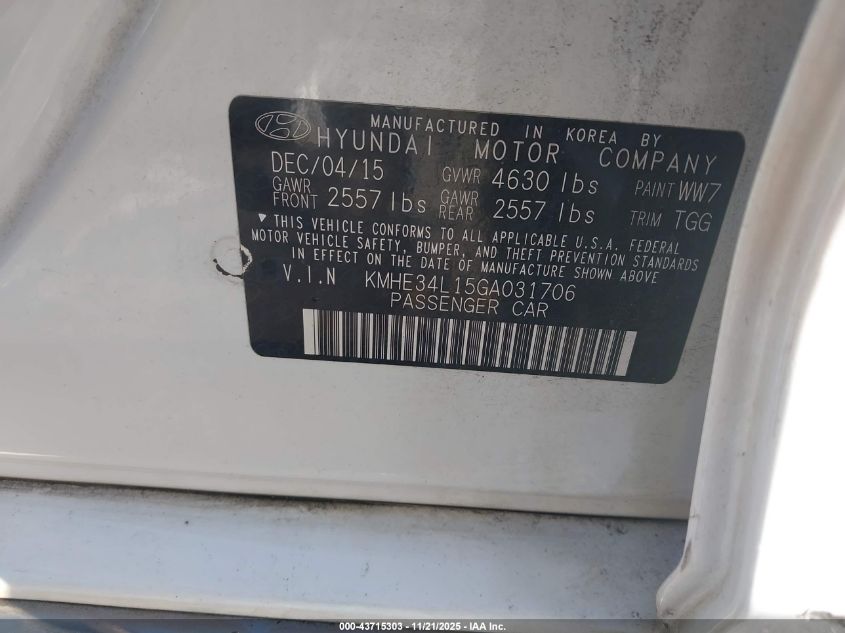 MANUFACTURED IN KOREA BY
HYUNDAI MOTOR COMPANY
DEC/04/15 GVWR 4630 lbs PAINT WW7
GAWR FRONT 2557 lbs GAWR REAR 2557 lbs TRIM TGG
THIS VEHICLE CONFORMS TO ALL APPLICABLE U.S.A. FEDERAL
MOTOR VEHICLE SAFETY, BUMPER, AND THEFT PREVENTION STANDARDS
IN EFFECT ON THE DATE OF MANUFACTURE SHOWN ABOVE
V.I.N KMHE34L15GA031706
PASSENGER CAR
000-43715303 - 11/21/2025 - IAA Inc.